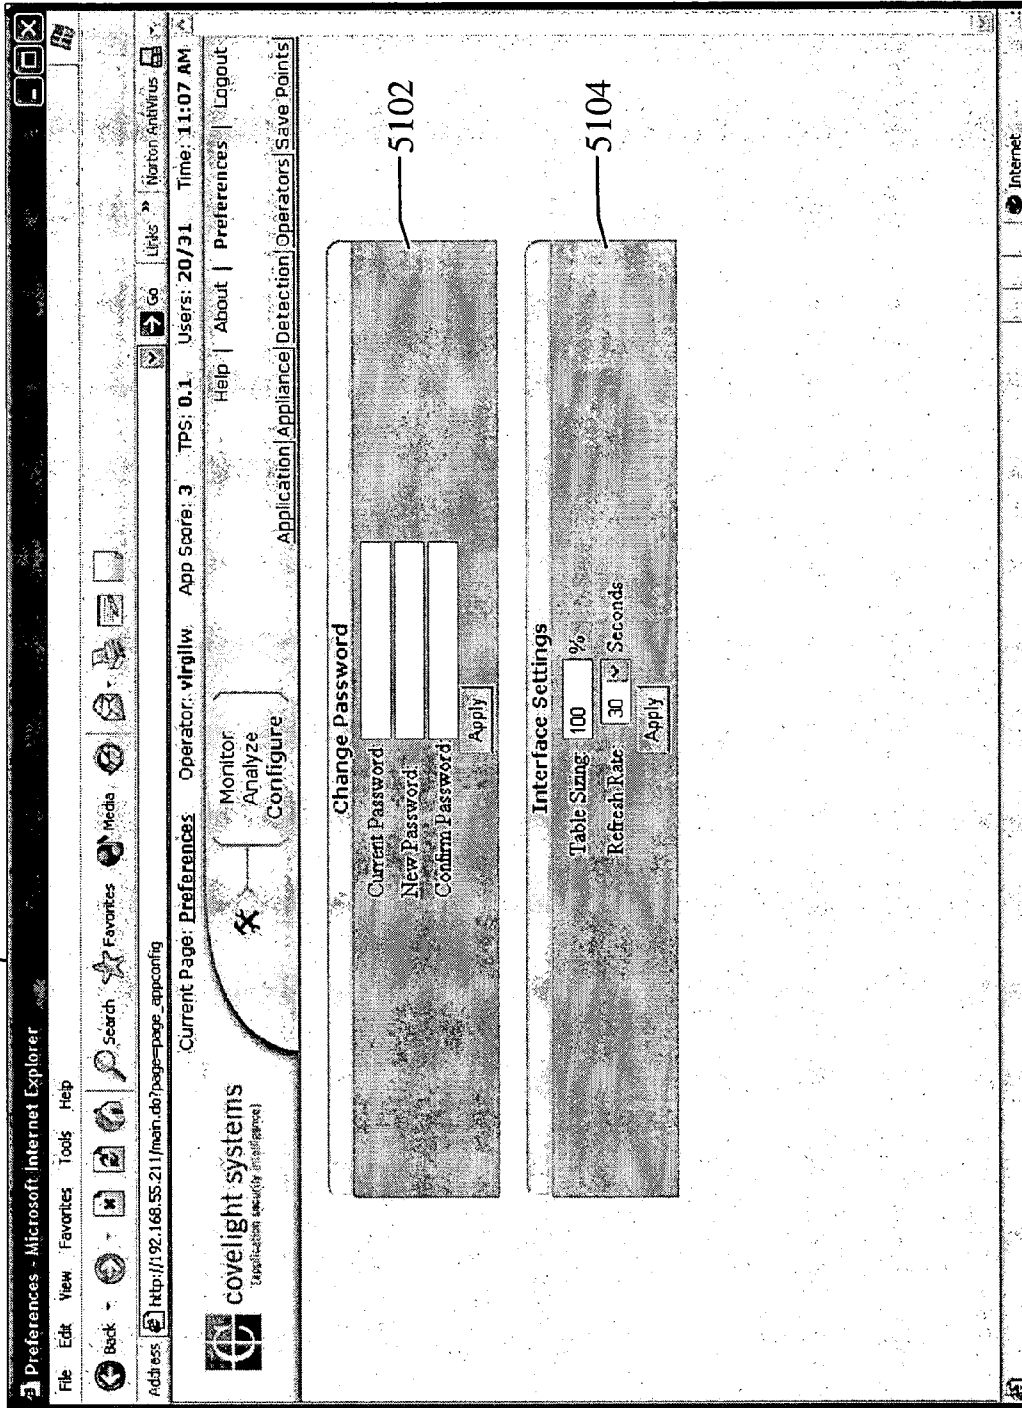 Preferences - Microsoft Internet Explorer
File Edit View Favorites Tools Help
Back Search Favorites Media
Address http://192.168.55.211/main.do?page=page_appconfig Go Links » Norton AntiVirus
Current Page: Preferences Operator: virgilw App Score: 3 TPS: 0.1 Users: 20/31 Time: 11:07 AM
covelight systems
[application security intelligence]
Monitor
Analyze
Configure
Help | About | Preferences | Logout
Application Appliance Detection Operators Save Points
Change Password
Current Password:
New Password:
Confirm Password:
Apply
5102
Interface Settings
Table Sizing: 100 %
Refresh Rate: 30 Seconds
Apply
5104
Internet